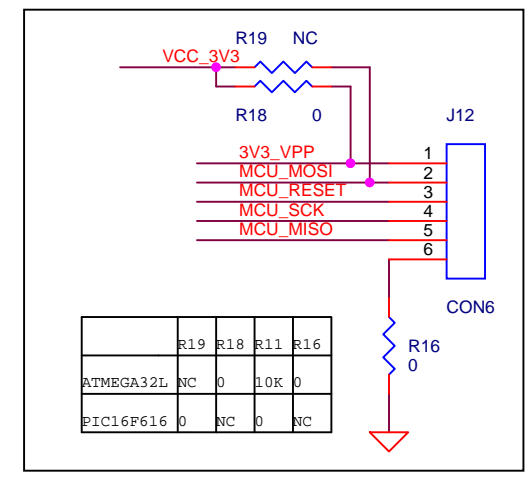 R19 NC
VCC_3V3
R18 0
J12
3V3_VPP 1
MCU_MOSI 2
MCU_RESET 3
MCU_SCK 4
MCU_MISO 5
6
CON6
R16
0
R19 R18 R11 R16
ATMEGA32L NC 0 10K 0
PIC16F616 0 NC 0 NC